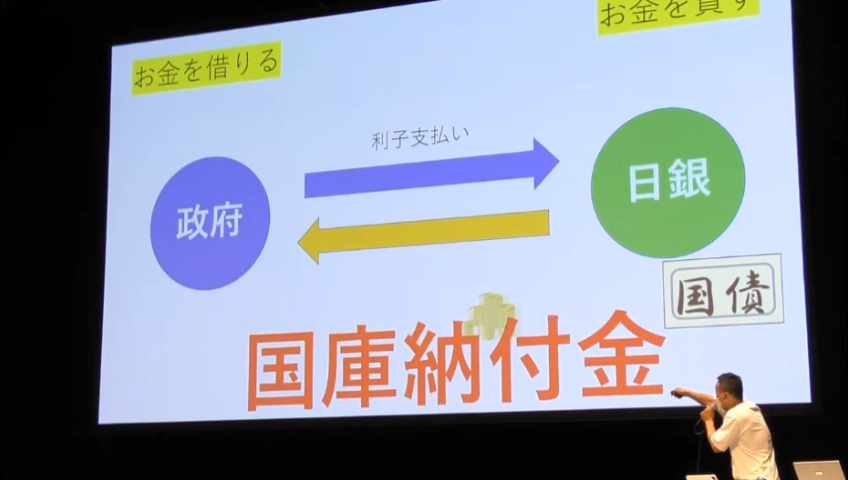 お金を借りる
お金を貸す
利子支払い
政府
日銀
国債
国庫納付金